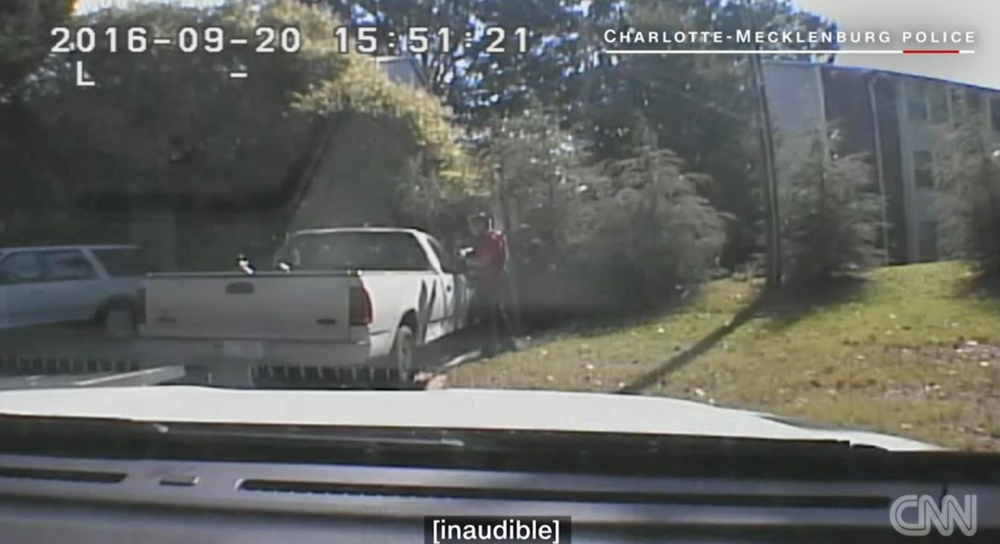 2016-09-20 15:51:21
CHARLOTTE-MECKLENBURG POLICE
L -
[inaudible]
CNN